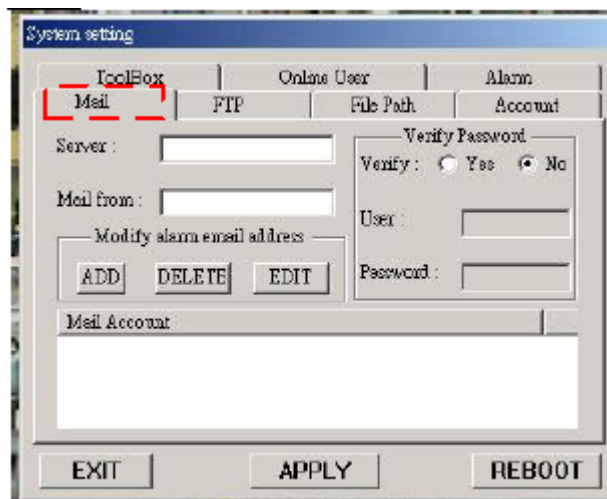 System setting
ToolBox Online User Alarm
Mail FTP File Path Account
Server :
Mail from :
Modify alarm email address
ADD DELETE EDIT
Verify Password
Verify : Yes No
User :
Password :
Mail Account
EXIT APPLY REBOOT